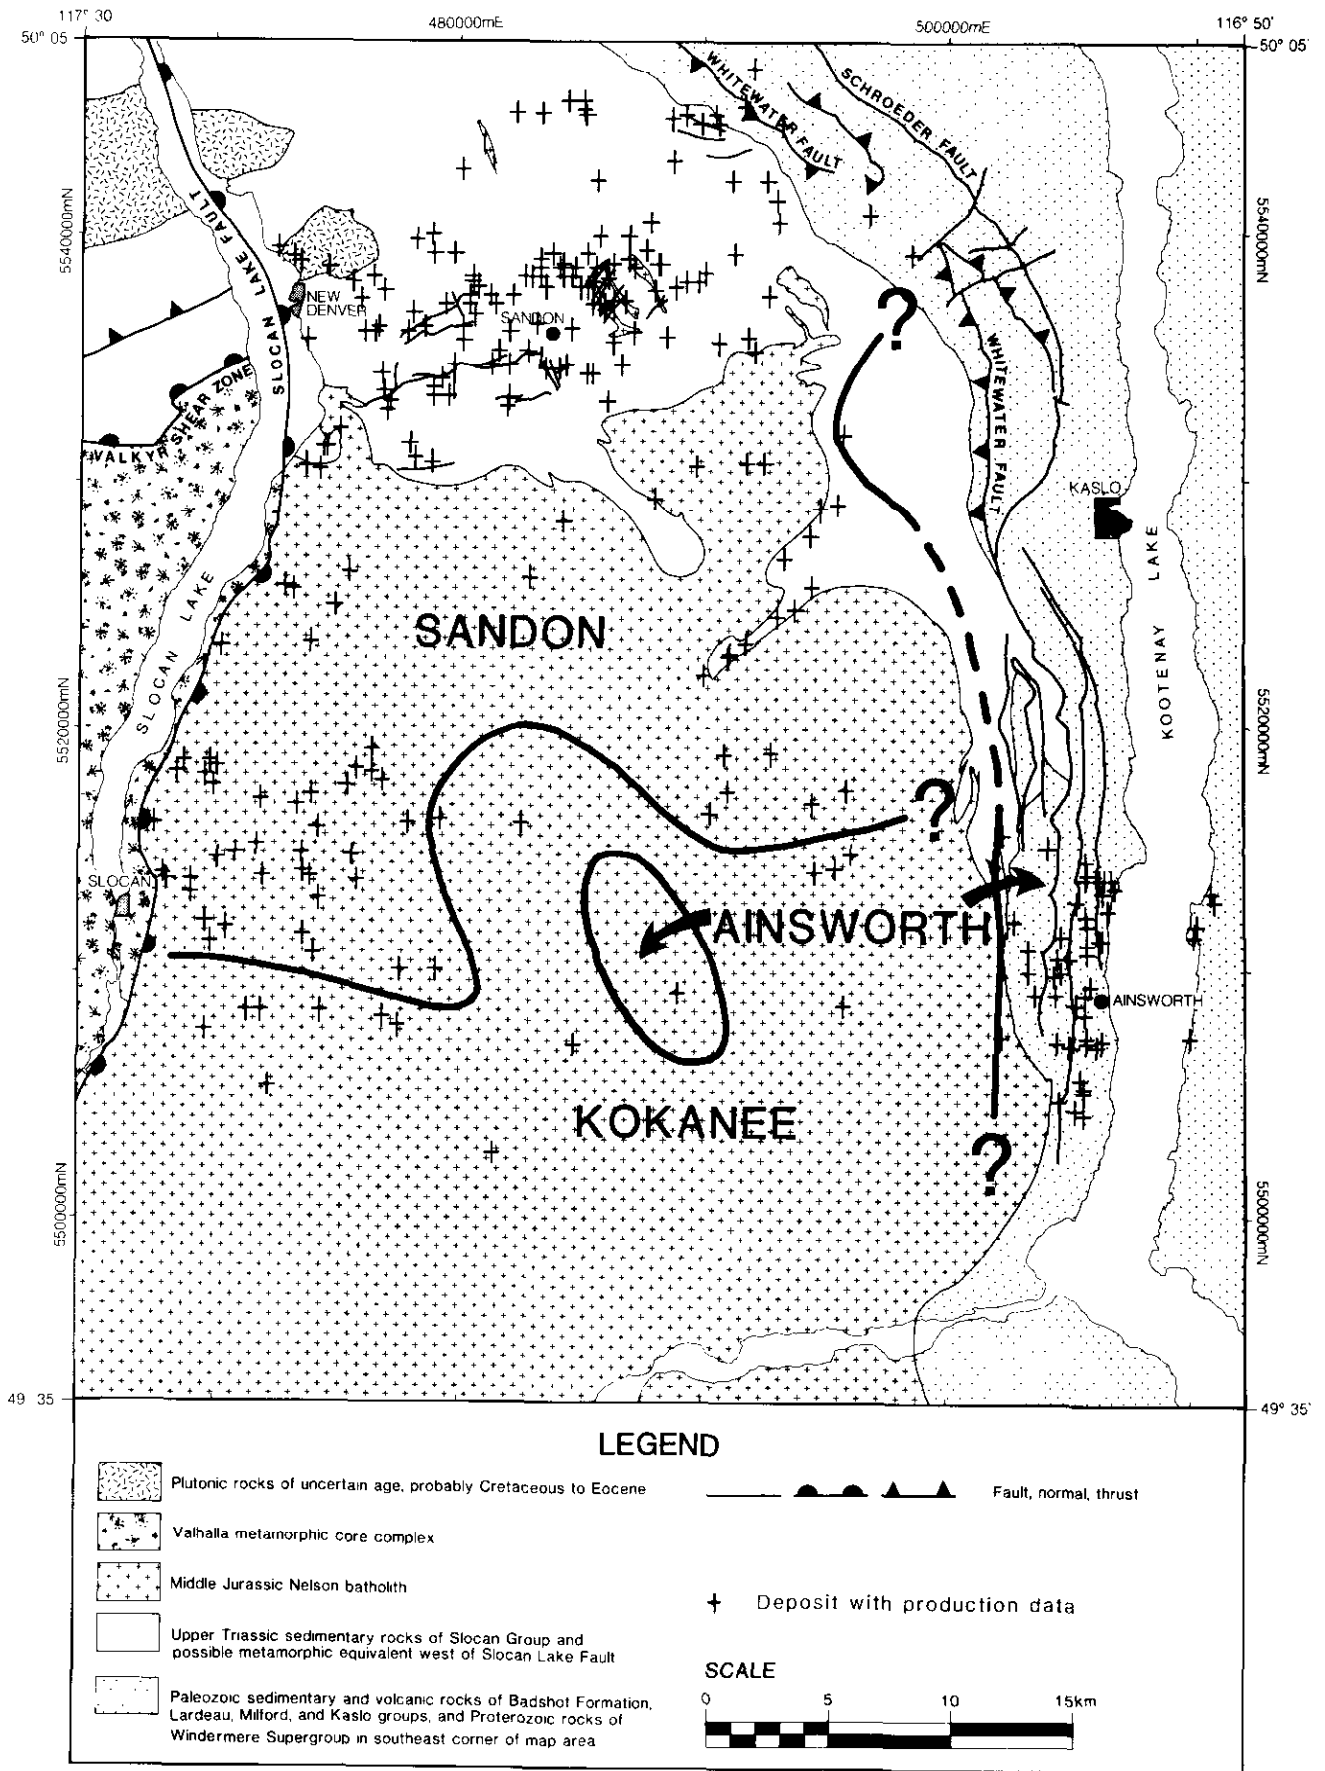 117° 30
480000mE
500000mE
116° 50'
50° 05
50° 05'
WHITEWATER FAULT
SCHROEDER FAULT
5540000mN
5540000mN
SLOCAN LAKE FAULT
NEW
DENVER
SANDON
VALKYR SHEAR ZONE
?
WHITEWATER FAULT
KASLO
KOOTENAY LAKE
SLOCAN LAKE
SANDON
5520000mN
5520000mN
?
SLOCAN
AINSWORTH
AINSWORTH
KOKANEE
?
5500000mN
5500000mN
49° 35
49° 35'
LEGEND
Plutonic rocks of uncertain age, probably Cretaceous to Eocene
Fault, normal, thrust
Valhalla metamorphic core complex
Middle Jurassic Nelson batholith
Deposit with production data
Upper Triassic sedimentary rocks of Slocan Group and
possible metamorphic equivalent west of Slocan Lake Fault
SCALE
0 5 10 15km
Paleozoic sedimentary and volcanic rocks of Badshot Formation,
Lardeau, Milford, and Kaslo groups, and Proterozoic rocks of
Windermere Supergroup in southeast corner of map area